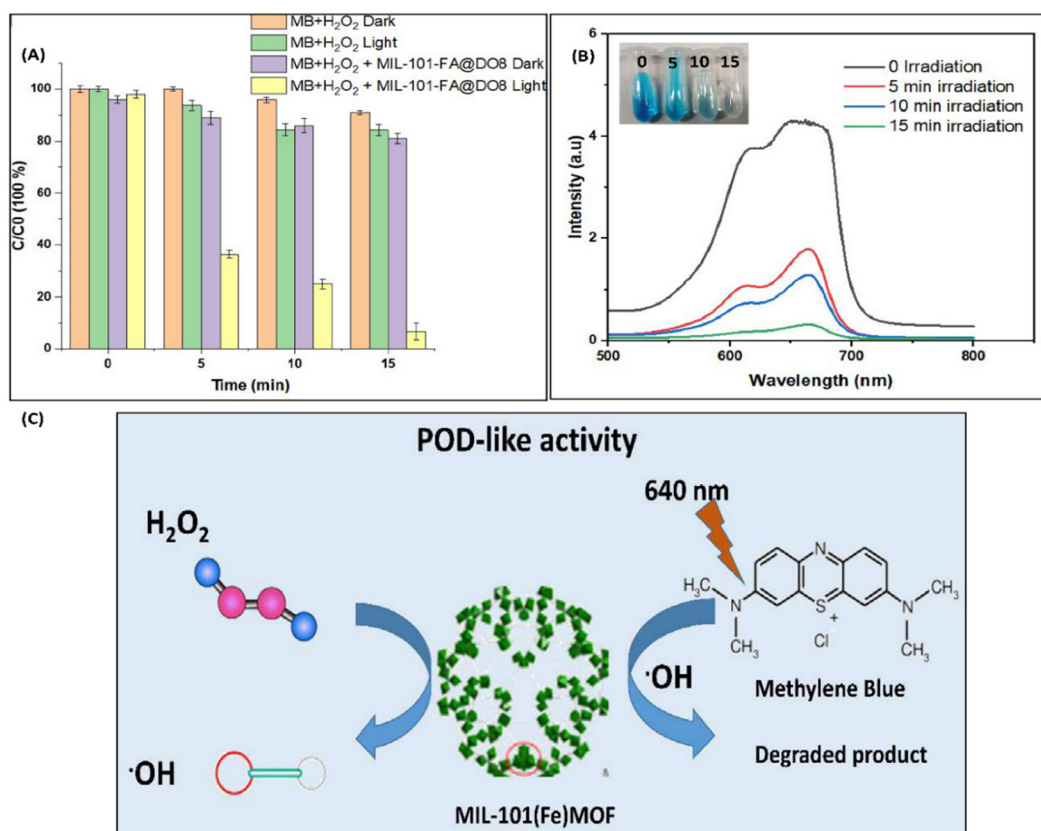 (A)
MB+H₂O₂ Dark
MB+H₂O₂ Light
MB+H₂O₂ + MIL-101-FA@DO8 Dark
MB+H₂O₂ + MIL-101-FA@DO8 Light
C/C0 (100 %)
100
80
60
40
20
0
0
5
10
15
Time (min)
(B)
0
5
10
15
0 Irradiation
5 min irradiation
10 min irradiation
15 min irradiation
Intensity (a.u)
6
4
2
0
500
600
700
800
Wavelength (nm)
(C)
POD-like activity
H₂O₂
640 nm
N
H₃C
N
CH₃
S
+
Cl
N
CH₃
CH₃
·OH
Methylene Blue
·OH
Degraded product
MIL-101(Fe)MOF